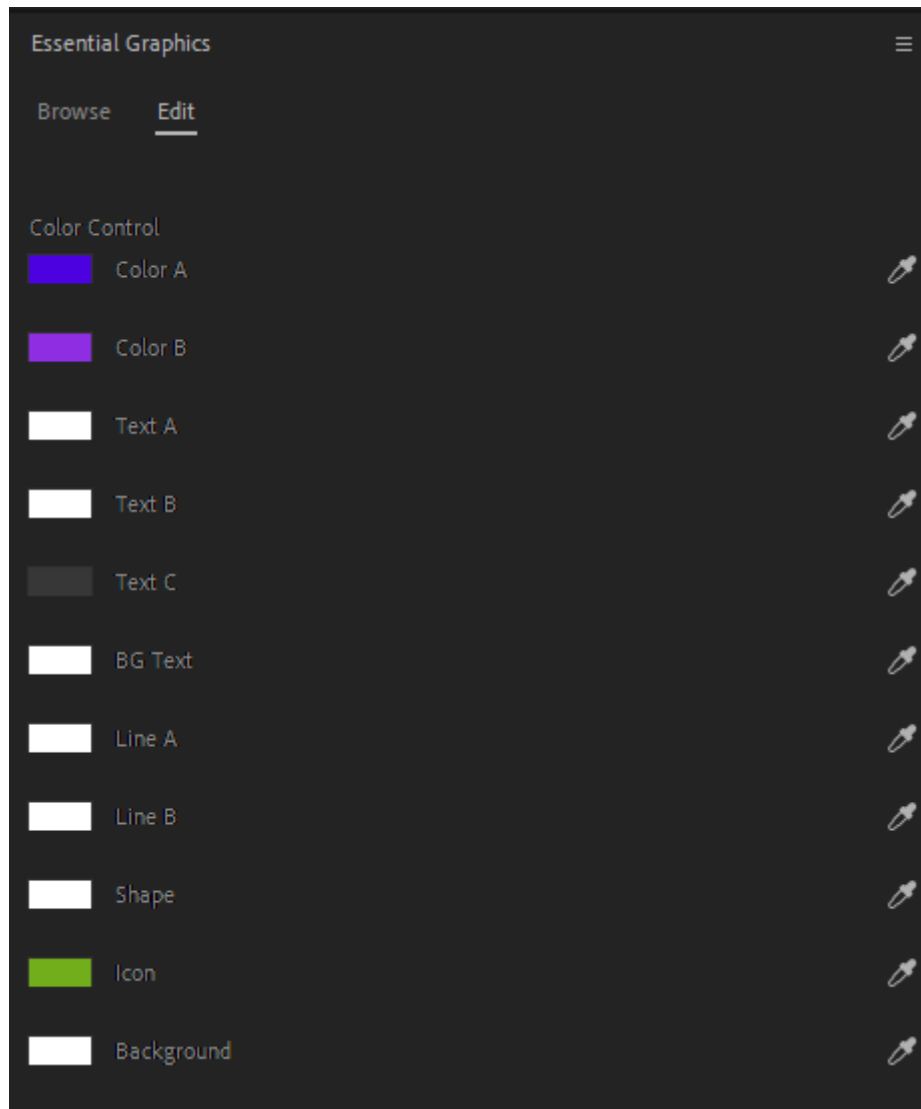 Essential Graphics
Browse Edit
Color Control
Color A
Color B
Text A
Text B
Text C
BG Text
Line A
Line B
Shape
Icon
Background